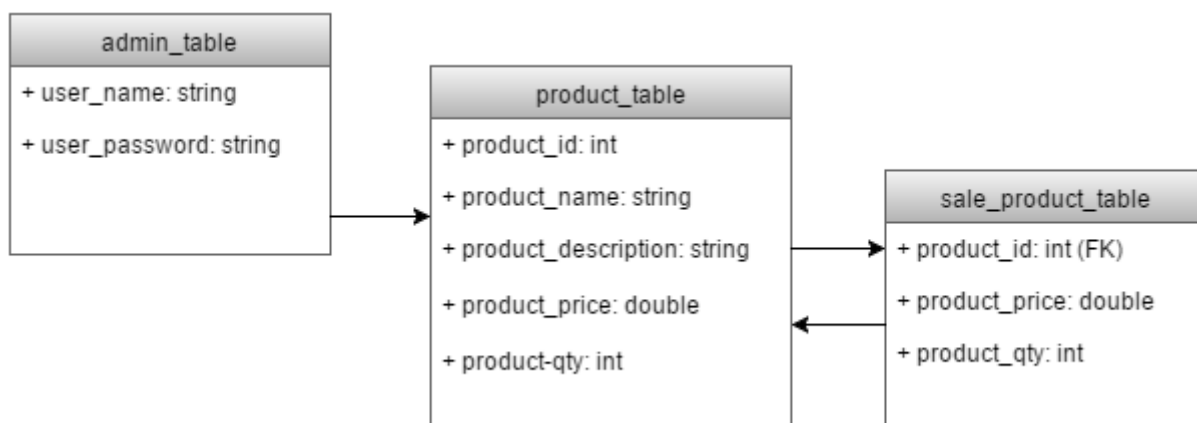 admin_table
+ user_name: string
+ user_password: string
product_table
+ product_id: int
+ product_name: string
+ product_description: string
+ product_price: double
+ product-qty: int
sale_product_table
+ product_id: int (FK)
+ product_price: double
+ product_qty: int